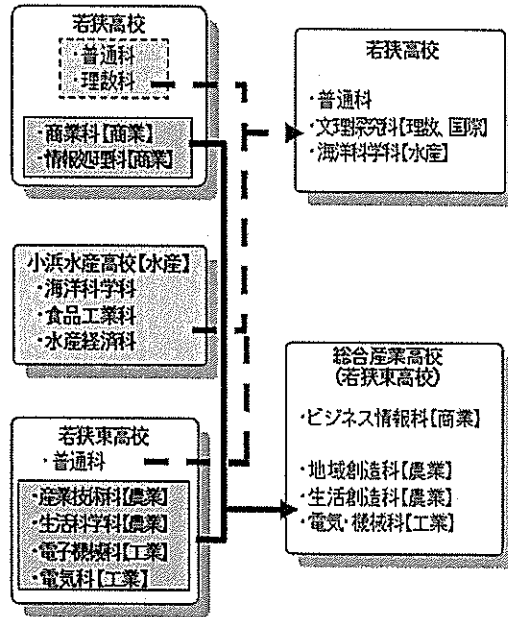 若狭高校
・普通科
・理数科
・商業科【商業】
・情報処理科【商業】
小浜水産高校【水産】
・海洋科学科
・食品工業科
・水産経済科
若狭東高校
・普通科
・産業技術科【農業】
・生活科学科【農業】
・電子機械科【工業】
・電気科【工業】
若狭高校
・普通科
・文理探究科【理数、国際】
・海洋科学科【水産】
総合産業高校
(若狭東高校)
・ビジネス情報科【商業】
・地域創造科【農業】
・生活創造科【農業】
・電気・機械科【工業】